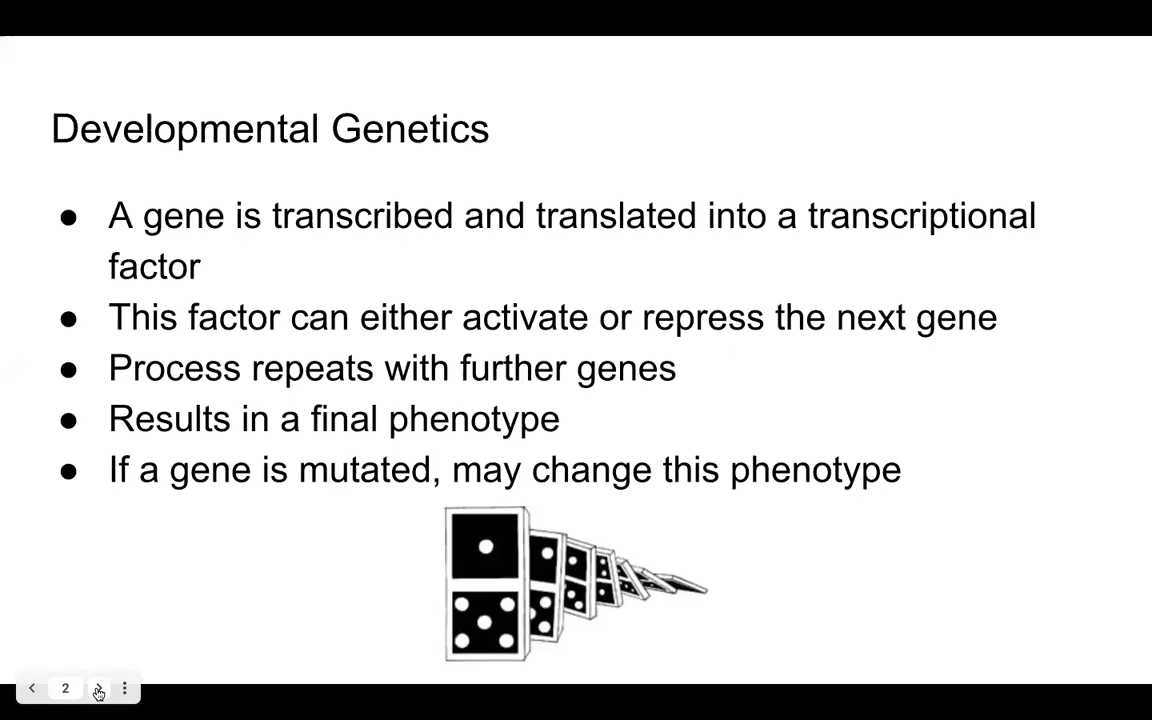 Developmental Genetics
● A gene is transcribed and translated into a transcriptional
factor
● This factor can either activate or repress the next gene
● Process repeats with further genes
● Results in a final phenotype
● If a gene is mutated, may change this phenotype
2